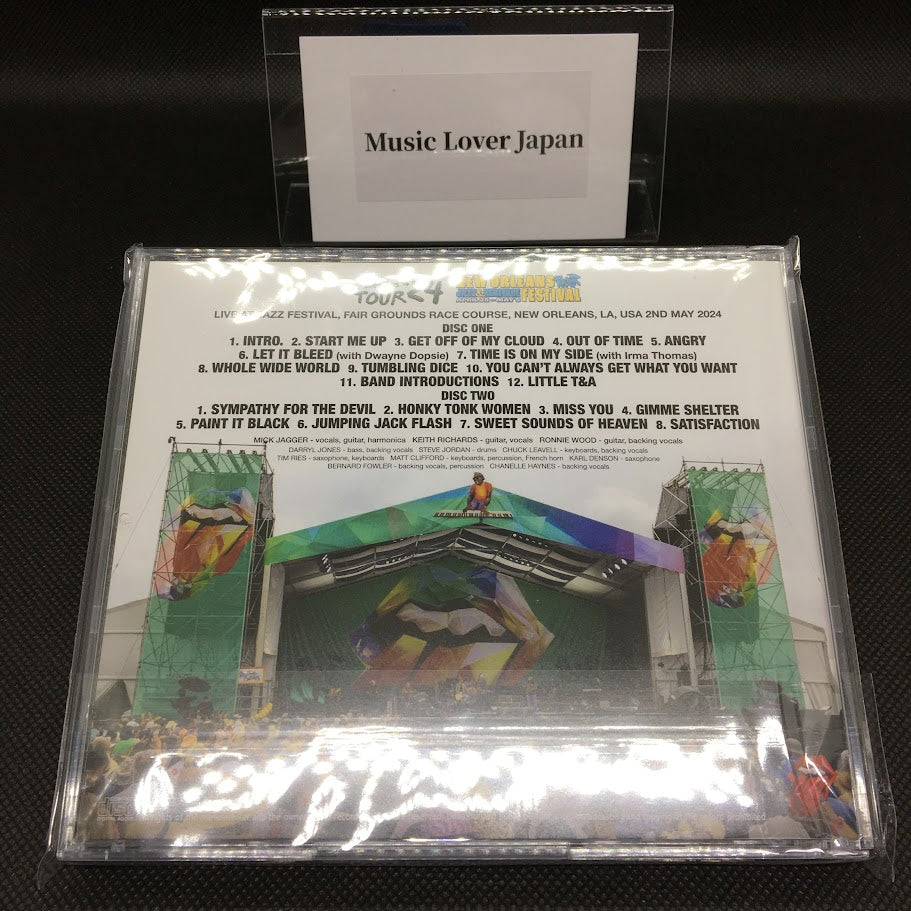 Music Lover Japan
TOUR 24
NEW ORLEANS
JAZZ & HERITAGE
FESTIVAL
LIVE AT JAZZ FESTIVAL, FAIR GROUNDS RACE COURSE, NEW ORLEANS, LA, USA 2ND MAY 2024
DISC ONE
1. INTRO. 2. START ME UP 3. GET OFF OF MY CLOUD 4. OUT OF TIME 5. ANGRY
6. LET IT BLEED (with Dwayne Dopsie) 7. TIME IS ON MY SIDE (with Irma Thomas)
8. WHOLE WIDE WORLD 9. TUMBLING DICE 10. YOU CAN'T ALWAYS GET WHAT YOU WANT
11. BAND INTRODUCTIONS 12. LITTLE T&A
DISC TWO
1. SYMPATHY FOR THE DEVIL 2. HONKY TONK WOMEN 3. MISS YOU 4. GIMME SHELTER
5. PAINT IT BLACK 6. JUMPING JACK FLASH 7. SWEET SOUNDS OF HEAVEN 8. SATISFACTION
MICK JAGGER - vocals, guitar, harmonica KEITH RICHARDS - guitar, vocals RONNIE WOOD - guitar, backing vocals
DARRYL JONES - bass, backing vocals STEVE JORDAN - drums CHUCK LEAVELL - keyboards, backing vocals
TIM RIES - saxophone, keyboards MATT CLIFFORD - keyboards, percussion, French horn KARL DENSON - saxophone
BERNARD FOWLER - backing vocals, percussion CHANELLE HAYNES - backing vocals